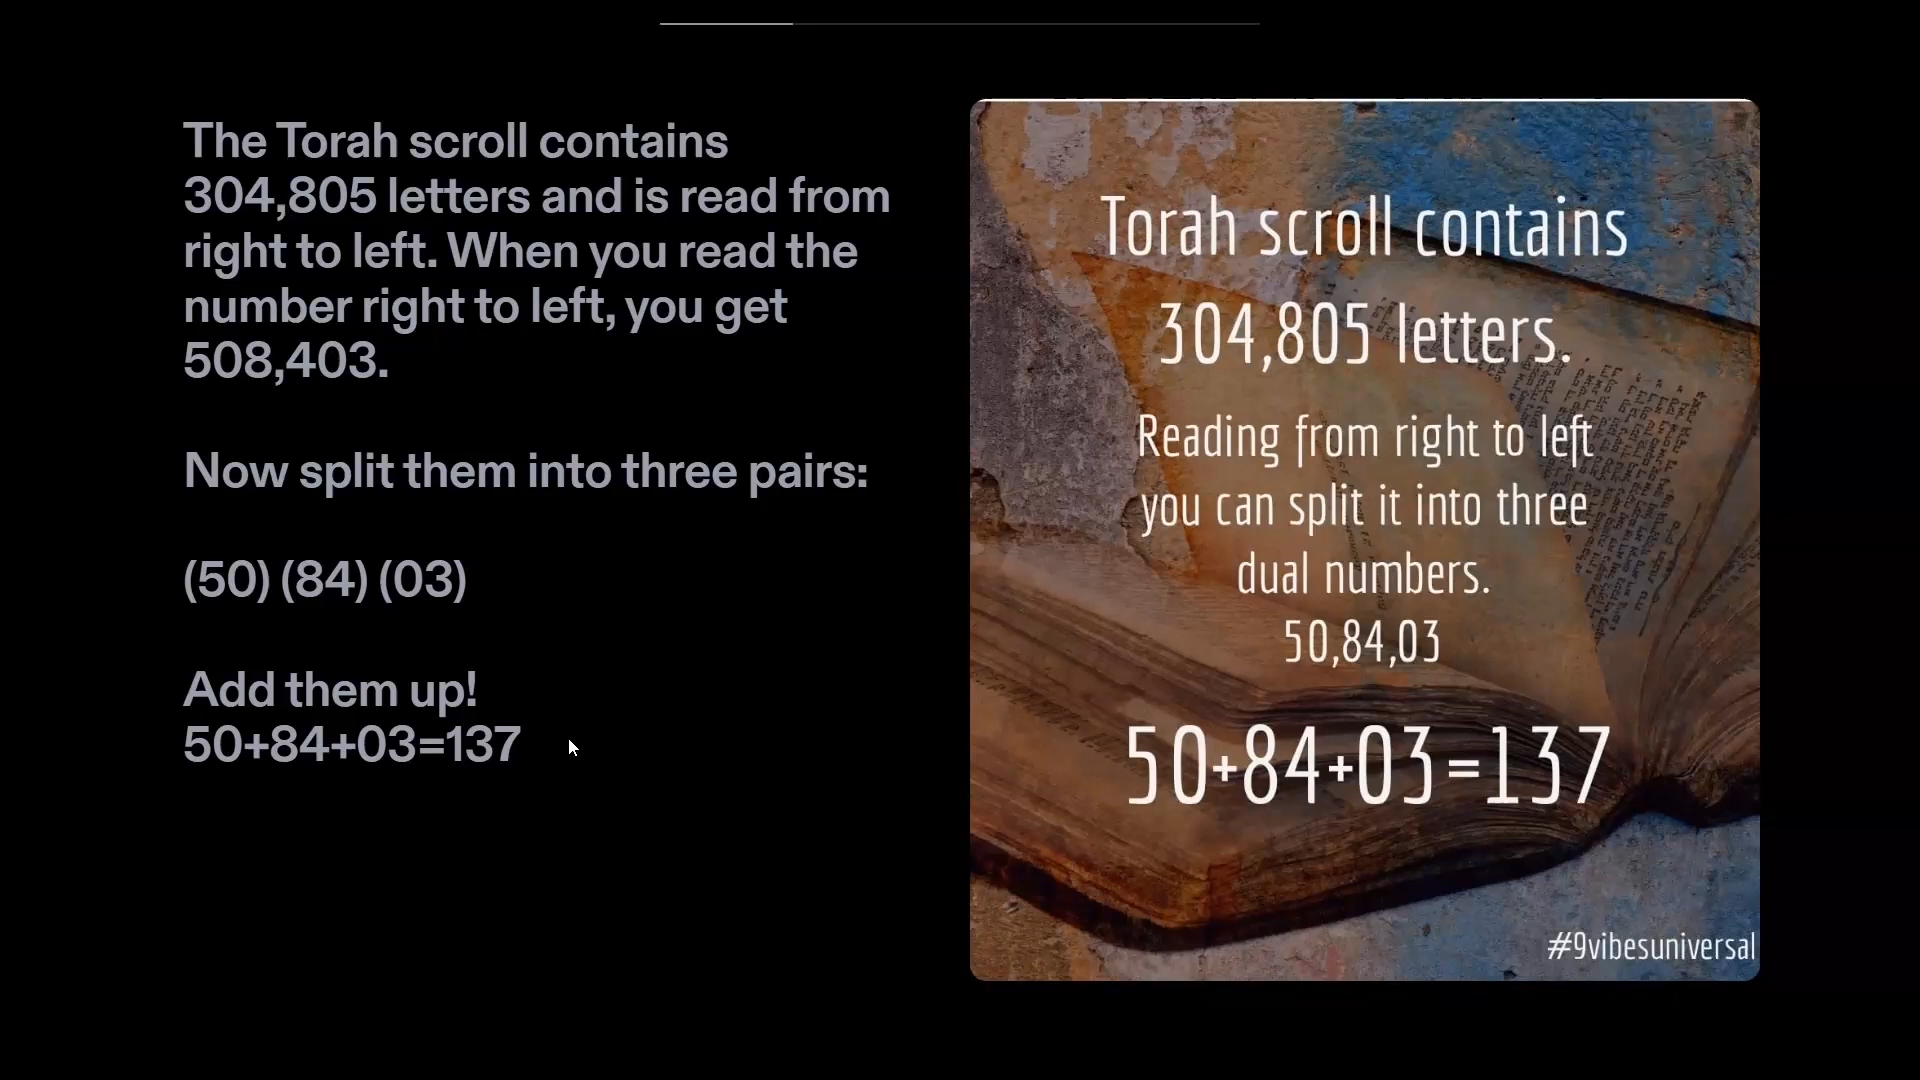 The Torah scroll contains
304,805 letters and is read from
right to left. When you read the
number right to left, you get
508,403.
Now split them into three pairs:
(50) (84) (03)
Add them up!
50+84+03=137
Torah scroll contains
304,805 letters.
Reading from right to left
you can split it into three
dual numbers.
50,84,03
50+84+03=137
#9vibesuniversal